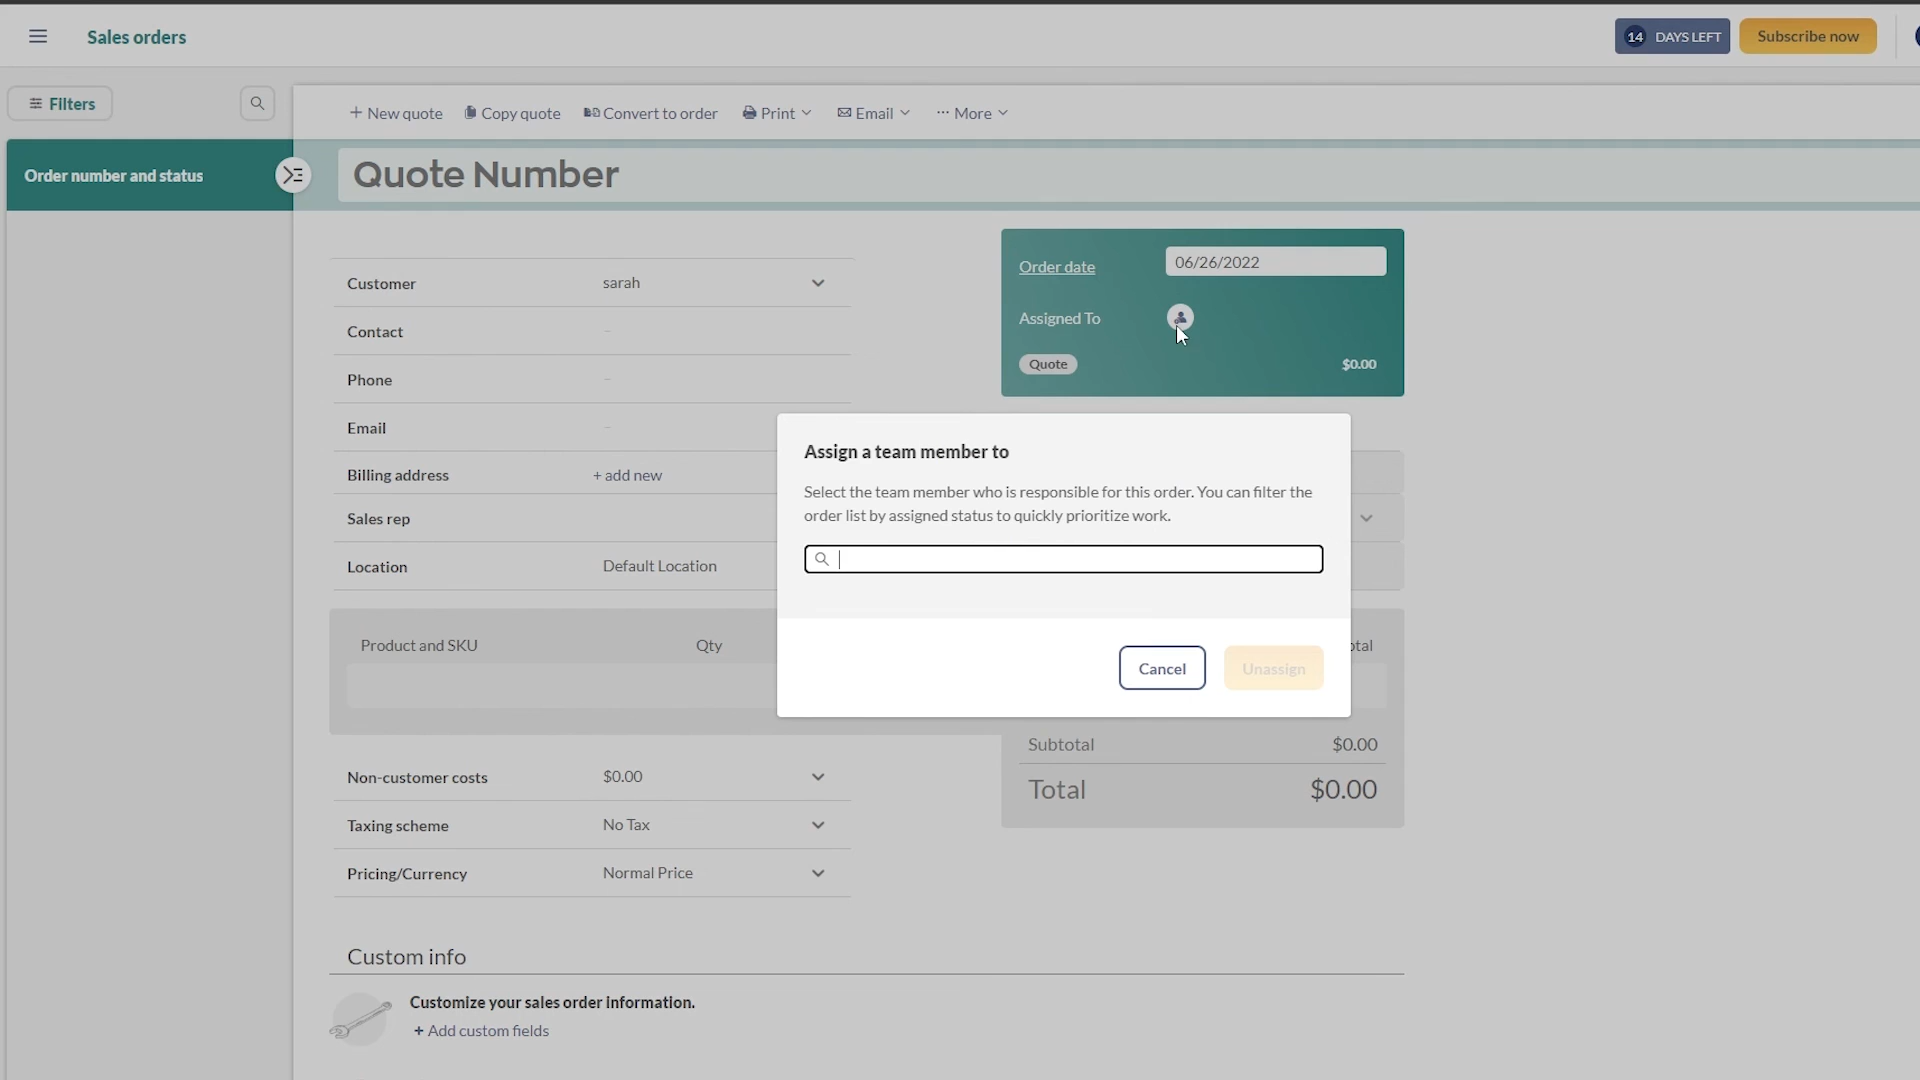 Sales orders
14 DAYS LEFT
Subscribe now
Filters
+ New quote
Copy quote
Convert to order
Print
Email
··· More
Order number and status
Quote Number
Order date 06/26/2022
Assigned To
Quote $0.00
Customer sarah
Contact –
Phone –
Email –
Billing address + add new
Sales rep
Location Default Location
Assign a team member to
Select the team member who is responsible for this order. You can filter the
order list by assigned status to quickly prioritize work.
Cancel Unassign
Product and SKU Qty otal
Subtotal $0.00
Total $0.00
Non-customer costs $0.00
Taxing scheme No Tax
Pricing/Currency Normal Price
Custom info
Customize your sales order information.
+ Add custom fields